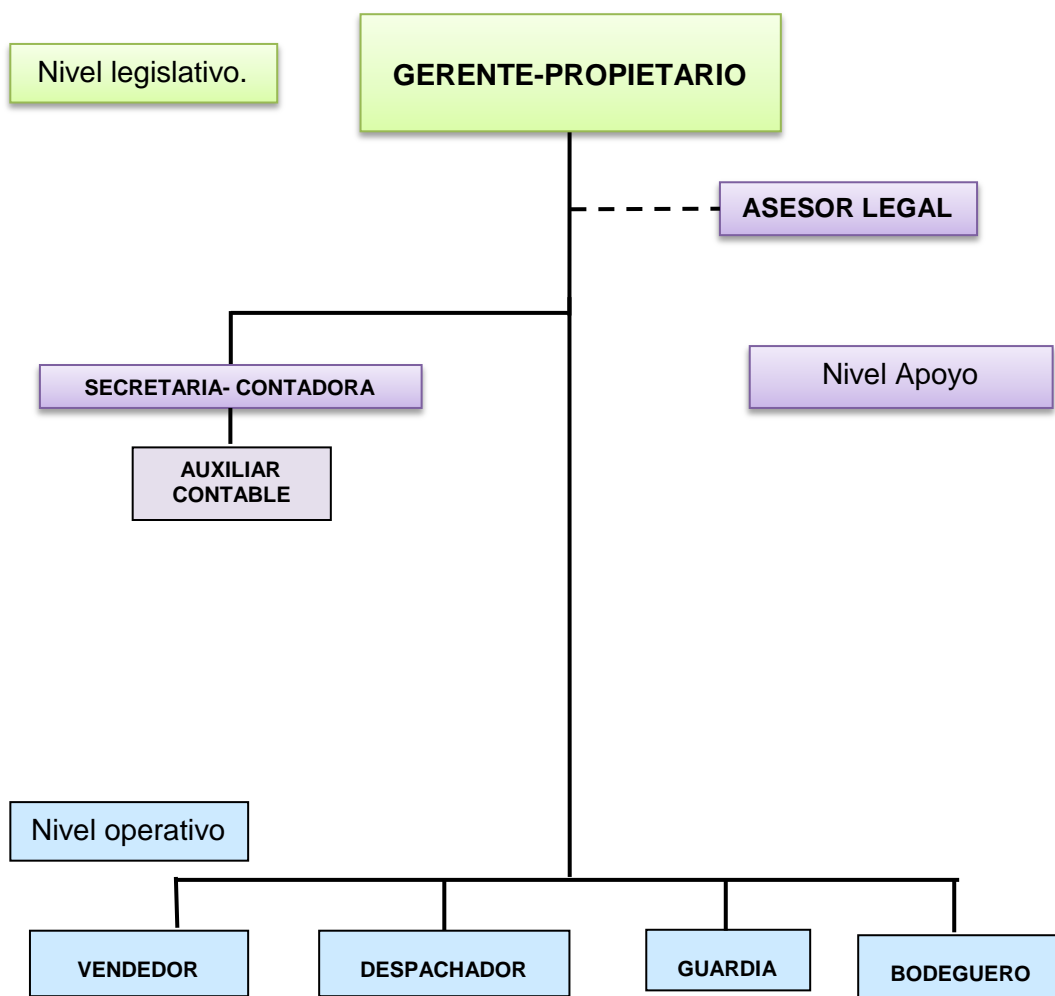 Nivel legislativo.
GERENTE-PROPIETARIO
ASESOR LEGAL
SECRETARIA- CONTADORA
Nivel Apoyo
AUXILIAR
CONTABLE
Nivel operativo
VENDEDOR
DESPACHADOR
GUARDIA
BODEGUERO